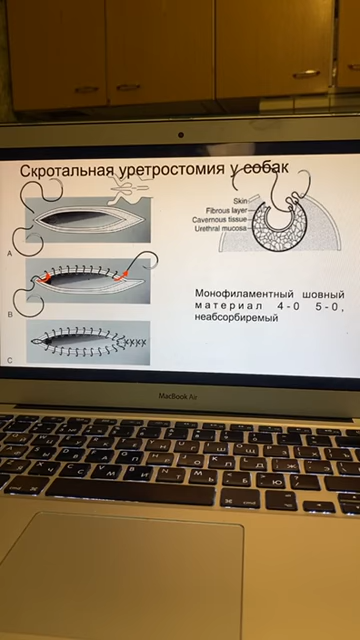 Скротальная уретростомия у собак
Skin
Fibrous layer
Cavernous tissue
Urethral mucosa
A
B
C
Монофиламентный шовный
материал 4-0 5-0,
неабсорбиремый
MacBook Air